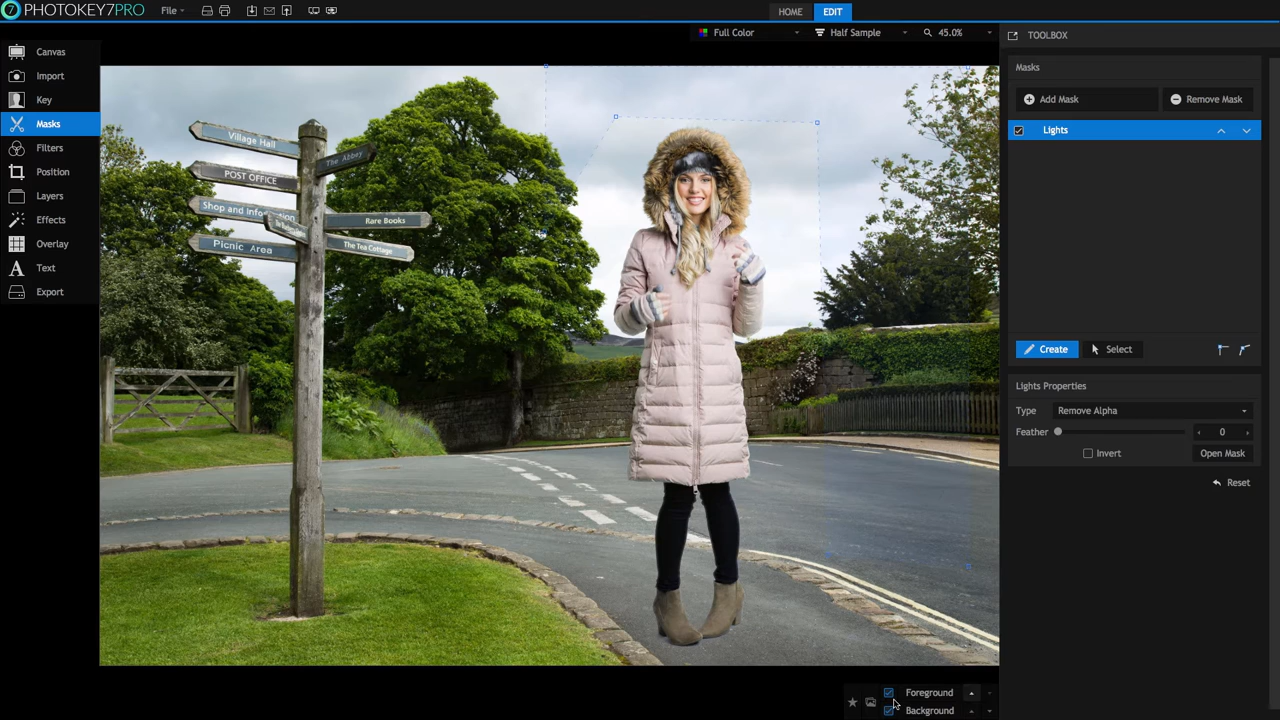 PHOTOKEY7PRO
File
HOME
EDIT
Full Color
Half Sample
45.0%
Canvas
Import
Key
Masks
Filters
Position
Layers
Effects
Overlay
Text
Export
Village Hall
The Abbey
POST OFFICE
Shop and Information
Rare Books
Picnic Area
The Tea Cottage
TOOLBOX
Masks
Add Mask
Remove Mask
Lights
Create
Select
Lights Properties
Type
Remove Alpha
Feather
0
Invert
Open Mask
Reset
Foreground
Background